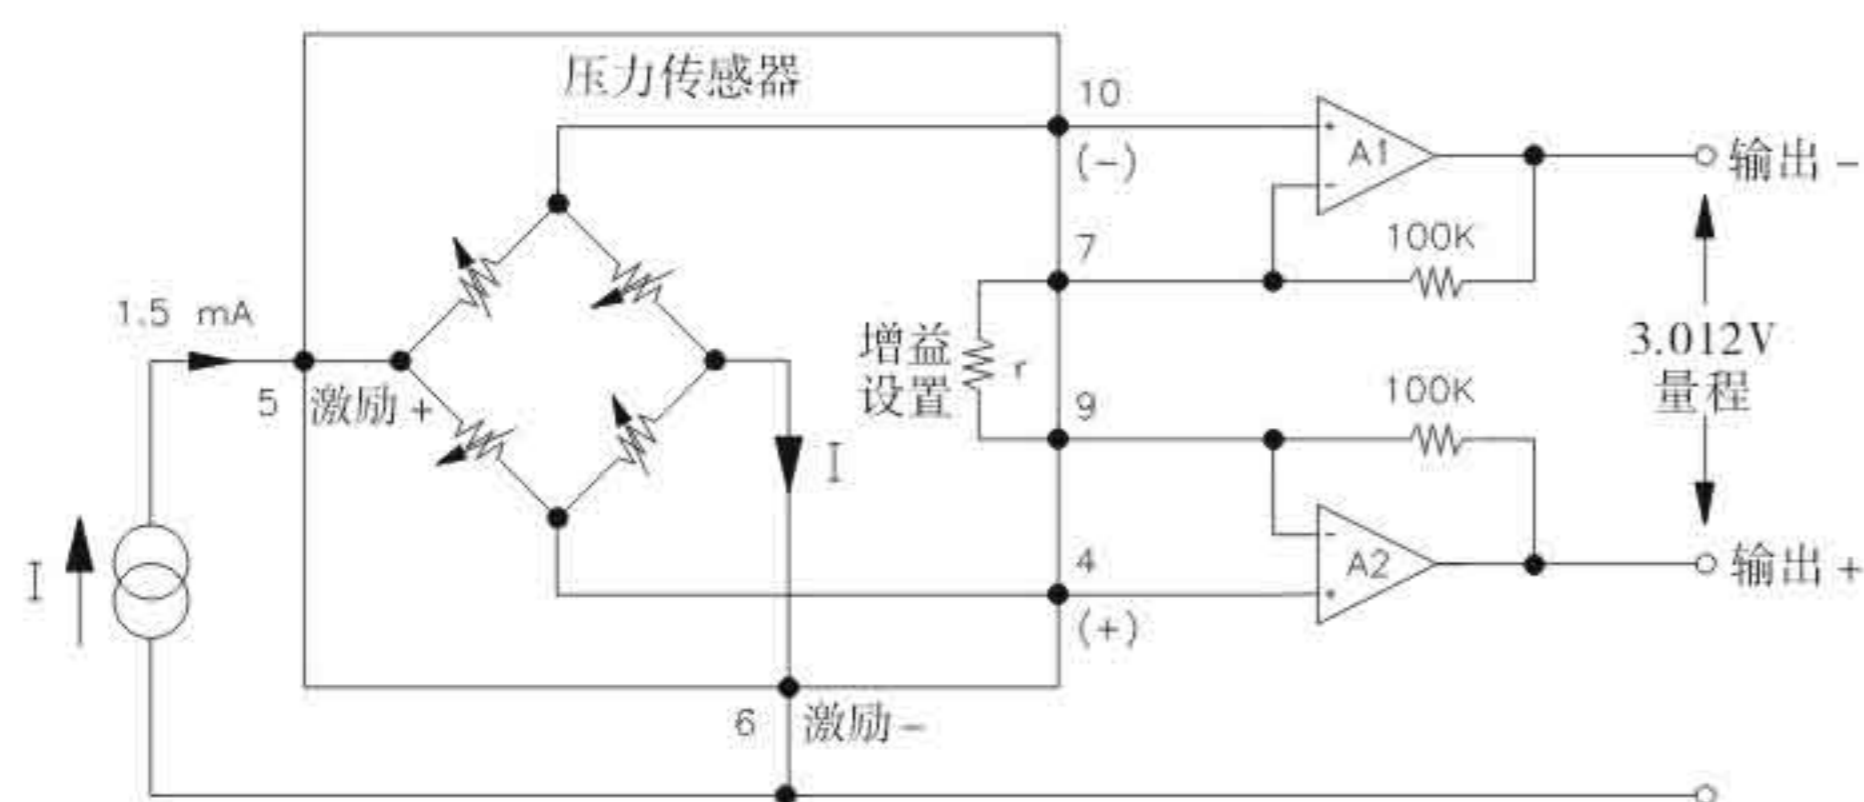 压力传感器
10
(-)
A1
输出 -
7
100K
1.5 mA
增益
设置
r
3.012V
量程
5
激励 +
9
100K
I
4
A2
输出 +
I
(+)
6
激励 -